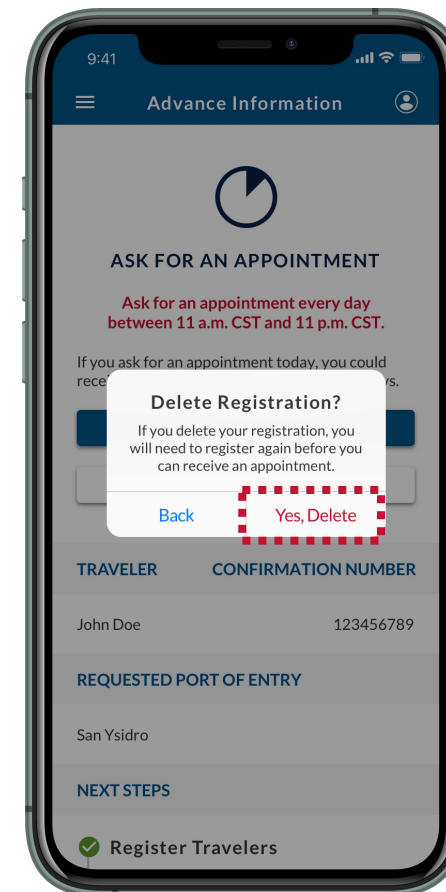 9:41
Advance Information
ASK FOR AN APPOINTMENT
Ask for an appointment every day
between 11 a.m. CST and 11 p.m. CST.
If you ask for an appointment today, you could
Delete Registration?
If you delete your registration, you
will need to register again before you
can receive an appointment.
Back Yes, Delete
TRAVELER CONFIRMATION NUMBER
John Doe 123456789
REQUESTED PORT OF ENTRY
San Ysidro
NEXT STEPS
Register Travelers